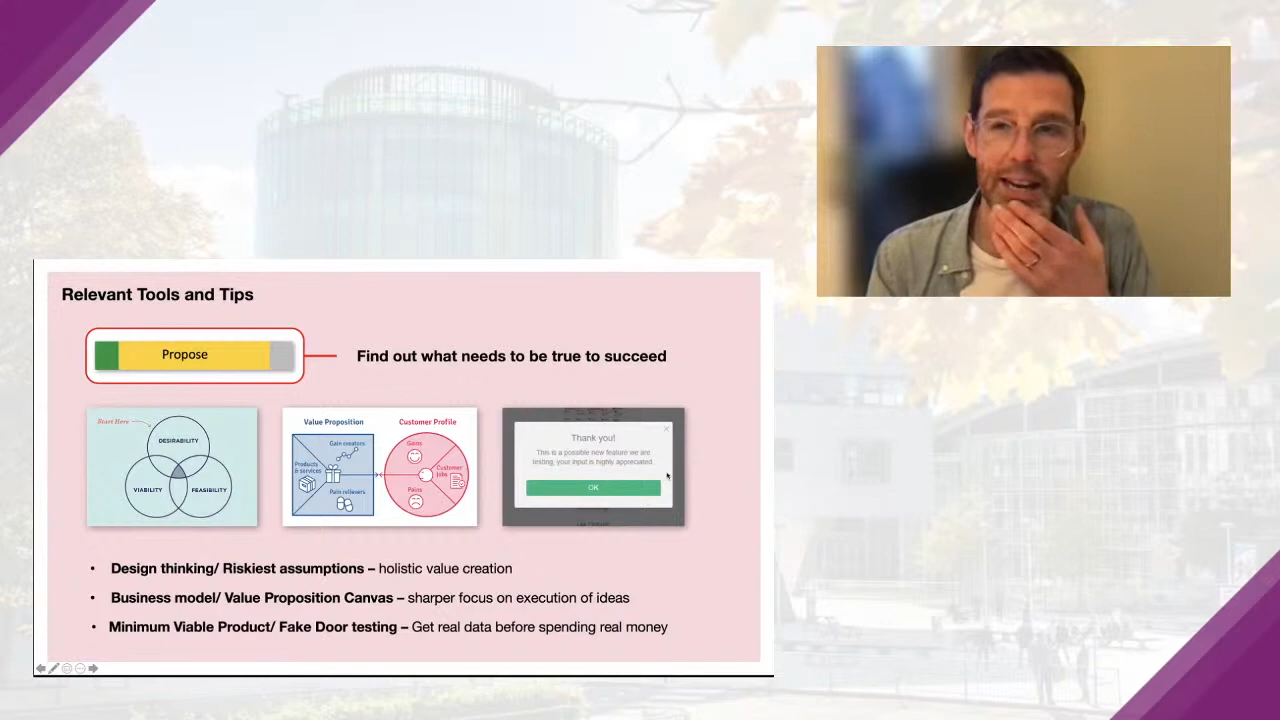 Relevant Tools and Tips
Propose
Find out what needs to be true to succeed
Start Here
DESIRABILITY
VIABILITY
FEASIBILITY
Value Proposition
Customer Profile
Gain creators
Gains
Products
& services
Customer
jobs
Pain relievers
Pains
Thank you!
This is a possible new feature we are
testing, your input is highly appreciated.
OK
• Design thinking/ Riskiest assumptions – holistic value creation
• Business model/ Value Proposition Canvas – sharper focus on execution of ideas
• Minimum Viable Product/ Fake Door testing – Get real data before spending real money